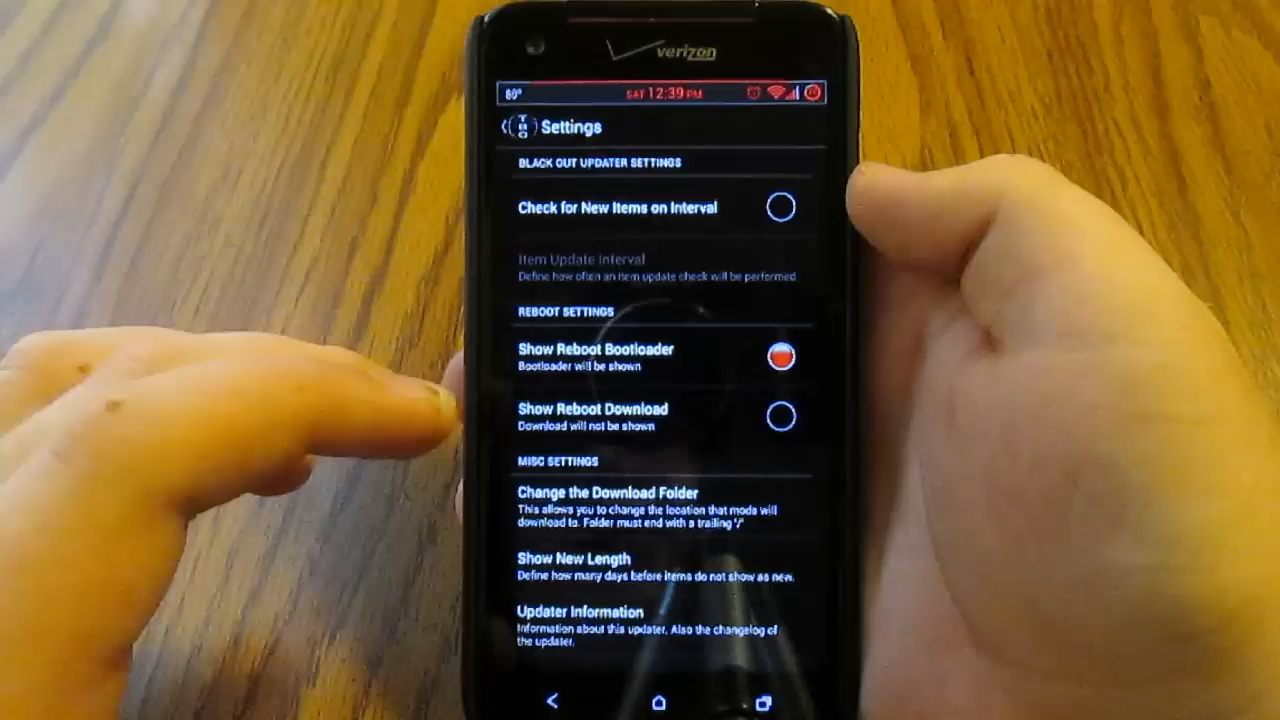 verizon
80° SAT 12:39 PM
TBO Settings
BLACK OUT UPDATER SETTINGS
Check for New Items on Interval
Item Update Interval
Define how often an item update check will be performed
REBOOT SETTINGS
Show Reboot Bootloader
Bootloader will be shown
Show Reboot Download
Download will not be shown
MISC SETTINGS
Change the Download Folder
This allows you to change the location that mods will
download to. Folder must end with a trailing '/'
Show New Length
Define how many days before items do not show as new.
Updater Information
Information about this updater. Also the changelog of
the updater.